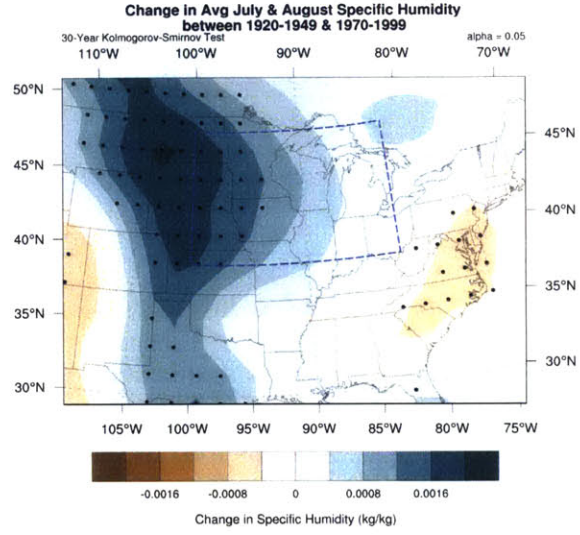 Change in Avg July & August Specific Humidity
between 1920-1949 & 1970-1999
30-Year Kolmogorov-Smirnov Test
alpha = 0.05
110°W 100°W 90°W 80°W 70°W
50°N
45°N
45°N
40°N
40°N
35°N
35°N
30°N
30°N
105°W 100°W 95°W 90°W 85°W 80°W 75°W
-0.0016 -0.0008 0 0.0008 0.0016
Change in Specific Humidity (kg/kg)